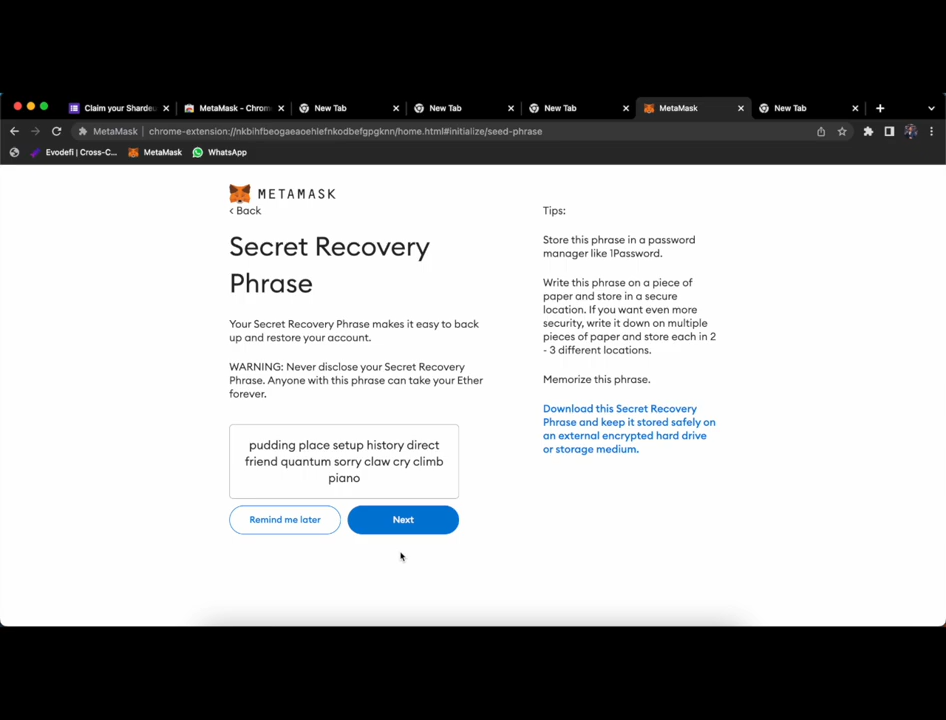 Claim your Shardeu
MetaMask - Chrom
New Tab
New Tab
New Tab
MetaMask
New Tab
MetaMask | chrome-extension://nkbihfbeogaeaoehlefnkodbefgpgknn/home.html#initialize/seed-phrase
Evodefi | Cross-C...
MetaMask
WhatsApp
METAMASK
< Back
Secret Recovery
Phrase
Your Secret Recovery Phrase makes it easy to back
up and restore your account.
WARNING: Never disclose your Secret Recovery
Phrase. Anyone with this phrase can take your Ether
forever.
pudding place setup history direct
friend quantum sorry claw cry climb
piano
Remind me later
Next
Tips:
Store this phrase in a password
manager like 1Password.
Write this phrase on a piece of
paper and store in a secure
location. If you want even more
security, write it down on multiple
pieces of paper and store each in 2
- 3 different locations.
Memorize this phrase.
Download this Secret Recovery
Phrase and keep it stored safely on
an external encrypted hard drive
or storage medium.